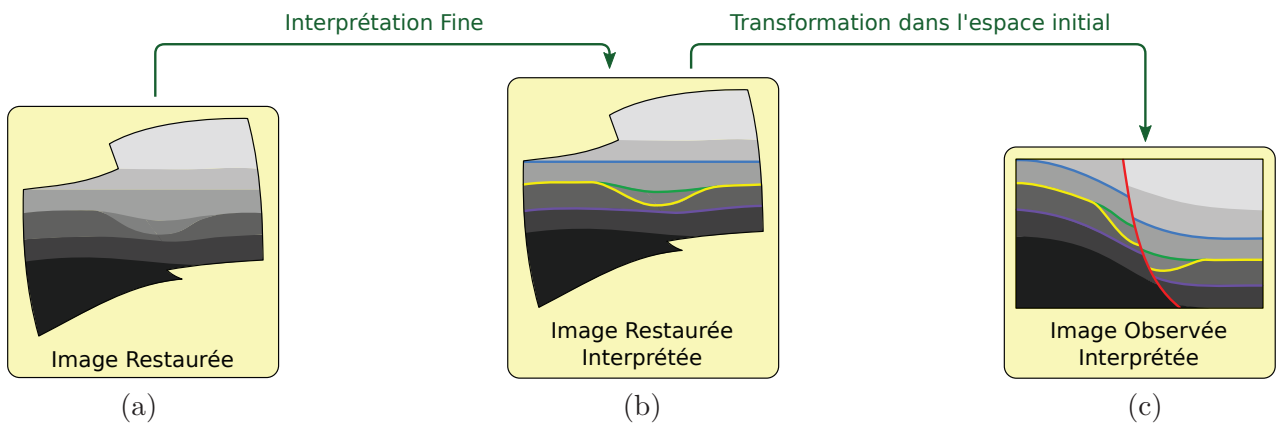 Interprétation Fine
Transformation dans l'espace initial
Image Restaurée
Image Restaurée
Interprétée
Image Observée
Interprétée
(a)
(b)
(c)